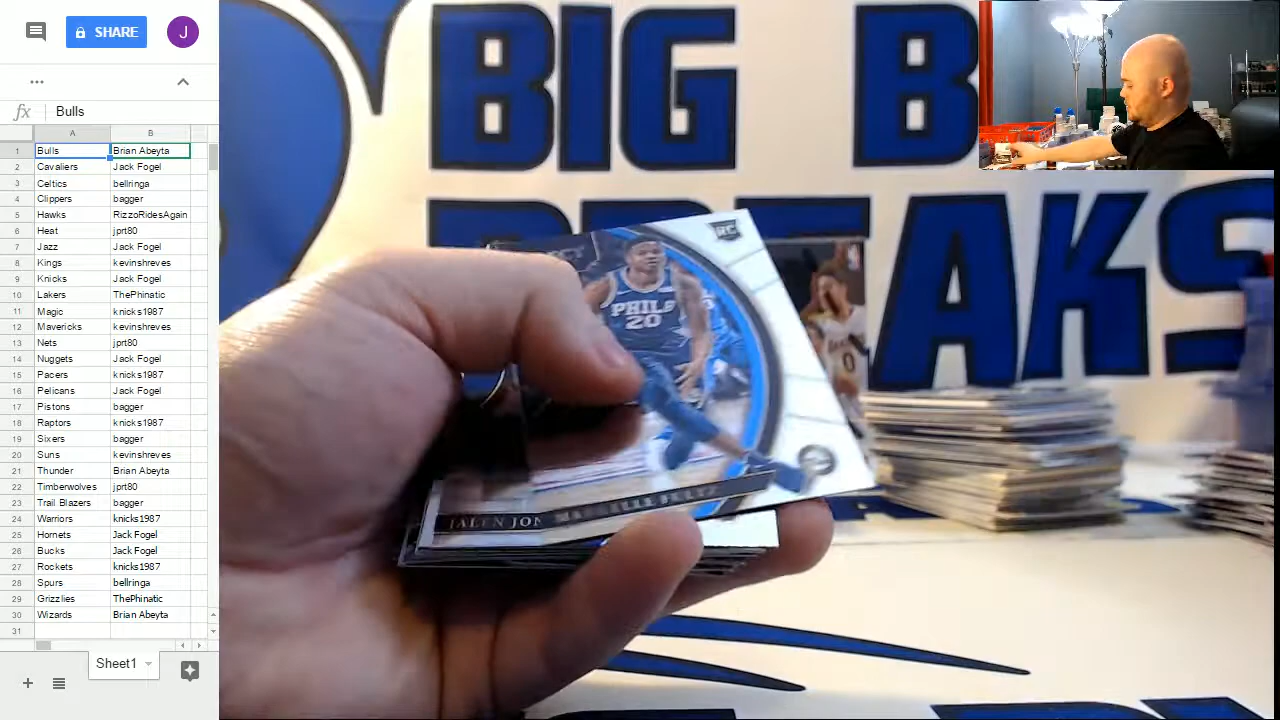 SHARE
J
...
fx Bulls
A B
1 Bulls Brian Abeyta
2 Cavaliers Jack Fogel
3 Celtics bellringa
4 Clippers bagger
5 Hawks RizzoRidesAgain
6 Heat jprt80
7 Jazz Jack Fogel
8 Kings kevinshreves
9 Knicks Jack Fogel
10 Lakers ThePhinatic
11 Magic knicks1987
12 Mavericks kevinshreves
13 Nets jprt80
14 Nuggets Jack Fogel
15 Pacers knicks1987
16 Pelicans Jack Fogel
17 Pistons bagger
18 Raptors knicks1987
19 Sixers bagger
20 Suns kevinshreves
21 Thunder Brian Abeyta
22 Timberwolves jprt80
23 Trail Blazers bagger
24 Warriors knicks1987
25 Hornets Jack Fogel
26 Bucks Jack Fogel
27 Rockets knicks1987
28 Spurs bellringa
29 Grizzlies ThePhinatic
30 Wizards Brian Abeyta
31
Sheet1
BIG B
BREAKS
RC
PHILA
20
0
JALEN JON